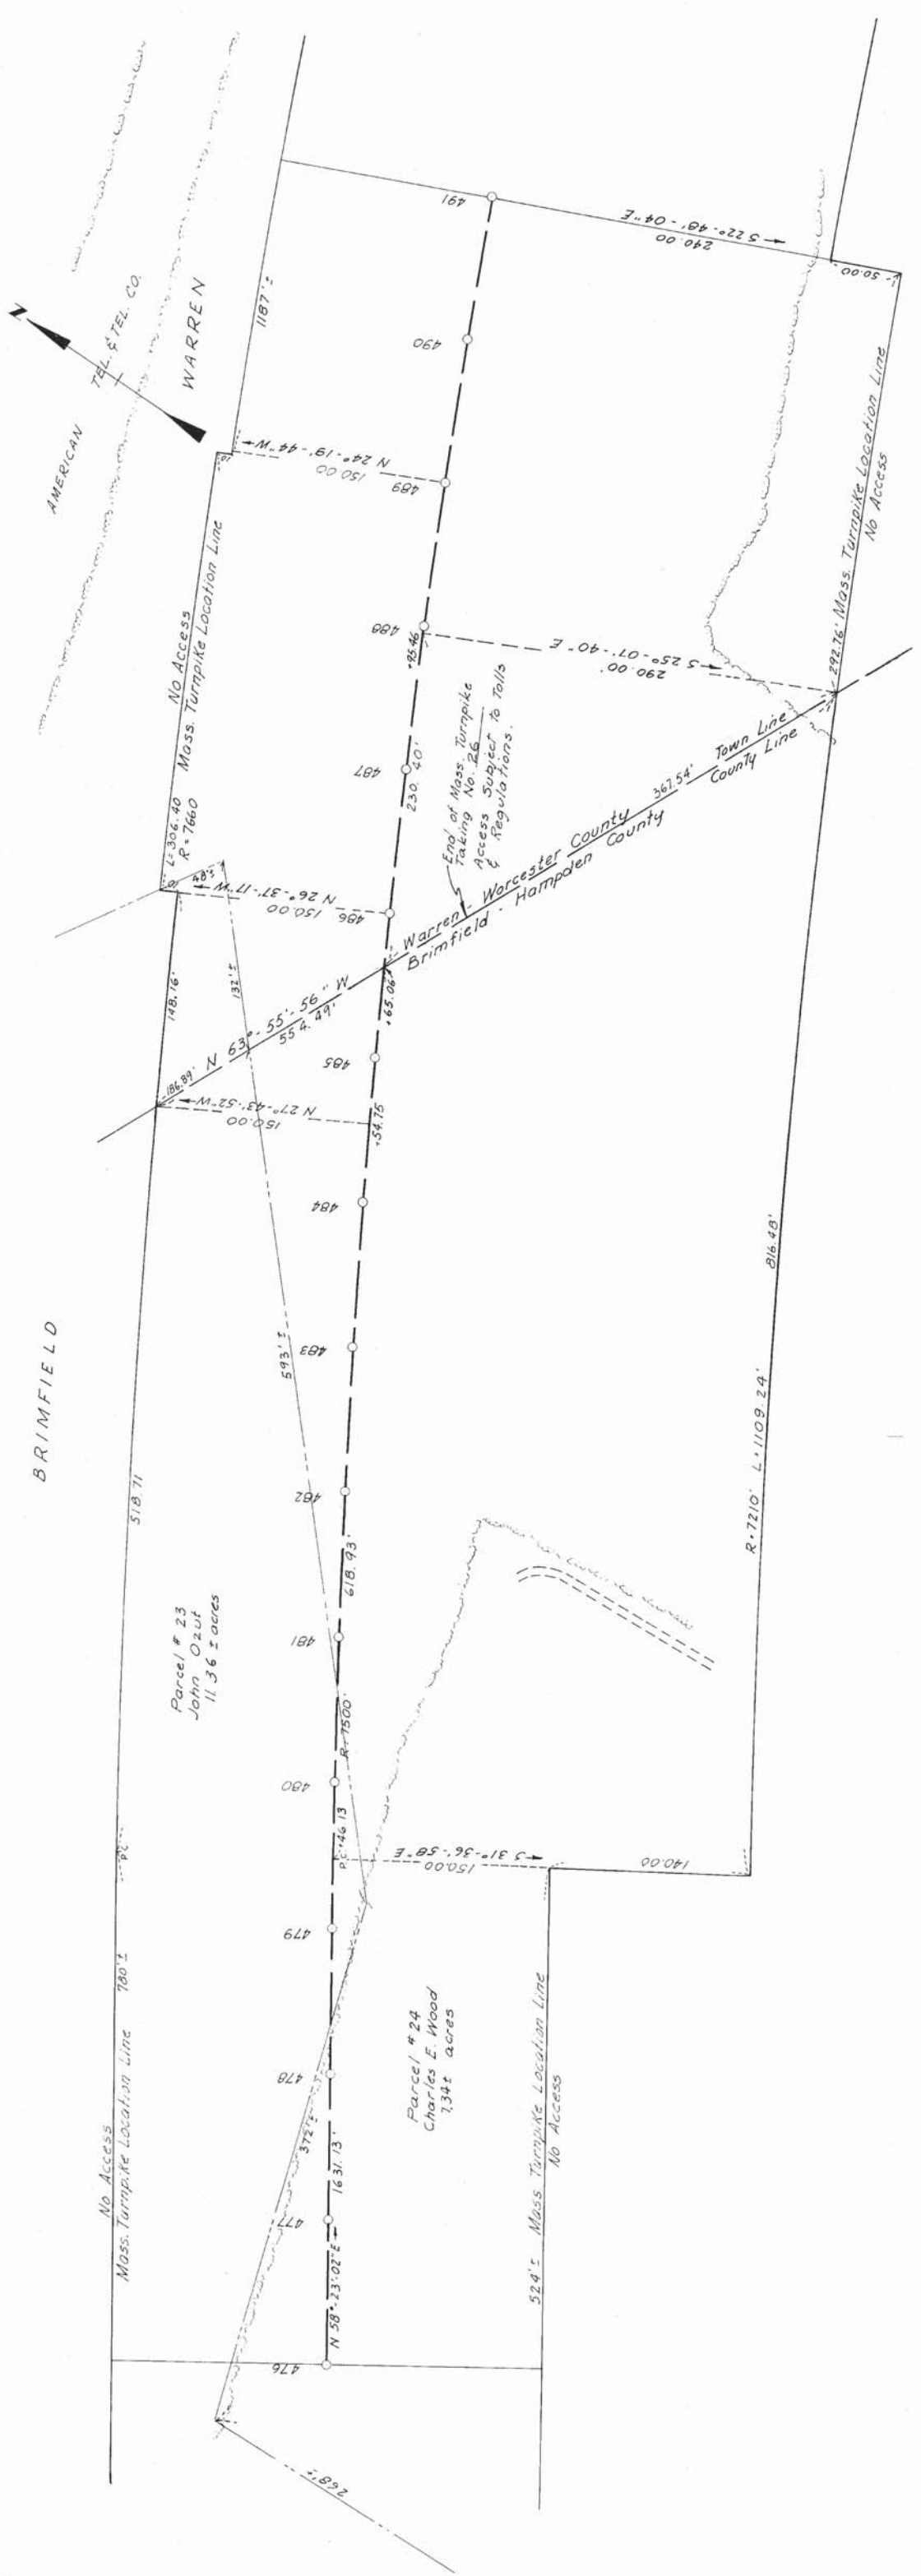 AMERICAN TEL. & TEL. CO.
N
WARREN
1187'±
491
S 22°-48'-04"E
240.00
50.00
490
N 24°-19'-44"W
150.00
489
10
No Access
Mass. Turnpike Location Line
L=306.40
R=7660
488
+95.46
S 25°-07'-40" E
290.00'
292.76' Mass. Turnpike Location Line
No Access
487
230.40'
End of Mass. Turnpike
Taking No. 26
Access Subject to Tolls
& Regulations.
367.54'
Town Line
County Line
Warren - Worcester County
Brimfield - Hampden County
48'±
10
N 26°-37'-17"W
150.00
486
+65.06
148.16'
132'±
N 63°-55'-56" W
554.49'
186.89'
485
N 27°-43'-52"W
150.00
+54.75
484
BRIMFIELD
518.71
593'±
483
482
618.93'
481
816.48'
R=7210' L=1109.24'
Parcel # 23
John Ozut
11.36± acres
R=7500'
480
P.C. +46.13
P.C.
S 31°-36'-58"E
150.00
140.00
479
No Access
Mass. Turnpike Location Line 780'±
478
372'±
1631.13'
477
N 58°-23'-02"E
476
Parcel # 24
Charles E. Wood
7.34± acres
524'± Mass Turnpike Location Line
No Access
268'±